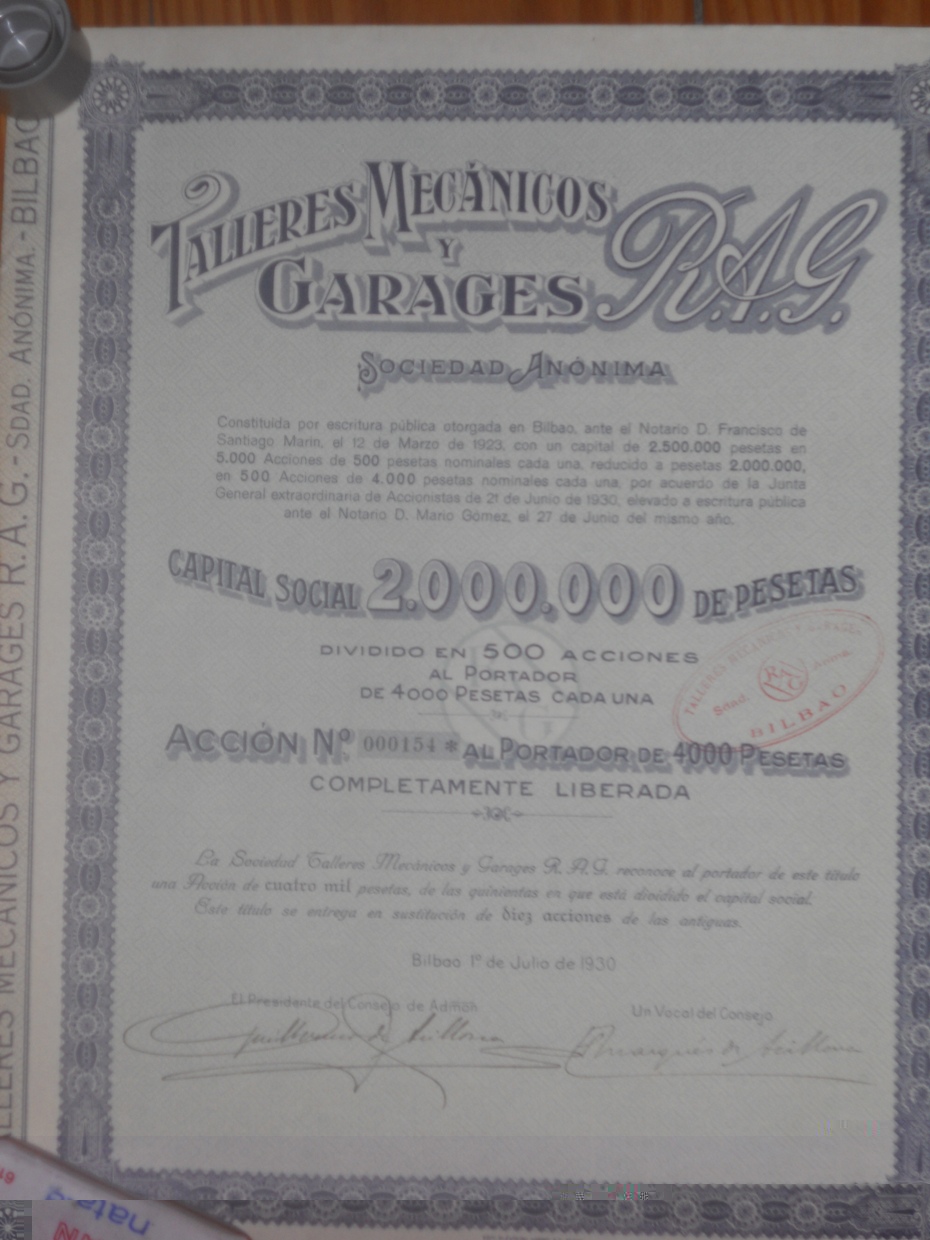 TALLERES MECÁNICOS
Y
GARAGES R.A.G.
SOCIEDAD ANÓNIMA
Constituida por escritura pública otorgada en Bilbao, ante el Notario D. Francisco de
Santiago Marín, el 12 de Marzo de 1923, con un capital de 2.500.000 pesetas en
5.000 Acciones de 500 pesetas nominales cada una, reducido a pesetas 2.000.000,
en 500 Acciones de 4.000 pesetas nominales cada una, por acuerdo de la Junta
General extraordinaria de Accionistas de 21 de Junio de 1930, elevado a escritura pública
ante el Notario D. Mario Gómez, el 27 de Junio del mismo año.
CAPITAL SOCIAL 2.000.000 DE PESETAS
DIVIDIDO EN 500 ACCIONES
AL PORTADOR
DE 4000 PESETAS CADA UNA
TALLERES MECÁNICOS Y GARAGES
RAG
Sdad. Anma.
BILBAO
ACCIÓN Nº 000154 * AL PORTADOR DE 4000 PESETAS
COMPLETAMENTE LIBERADA
La Sociedad Talleres Mecánicos y Garages R. A. G. reconoce al portador de este título
una Acción de cuatro mil pesetas, de las quinientas en que está dividido el capital social.
Este título se entrega en sustitución de diez acciones de las antiguas.
Bilbao 1º de Julio de 1930
El Presidente del Consejo de Admón
Un Vocal del Consejo
TALLERES MECÁNICOS Y GARAGES R.A.G.-SDAD. ANÓNIMA.-BILBAO
nata